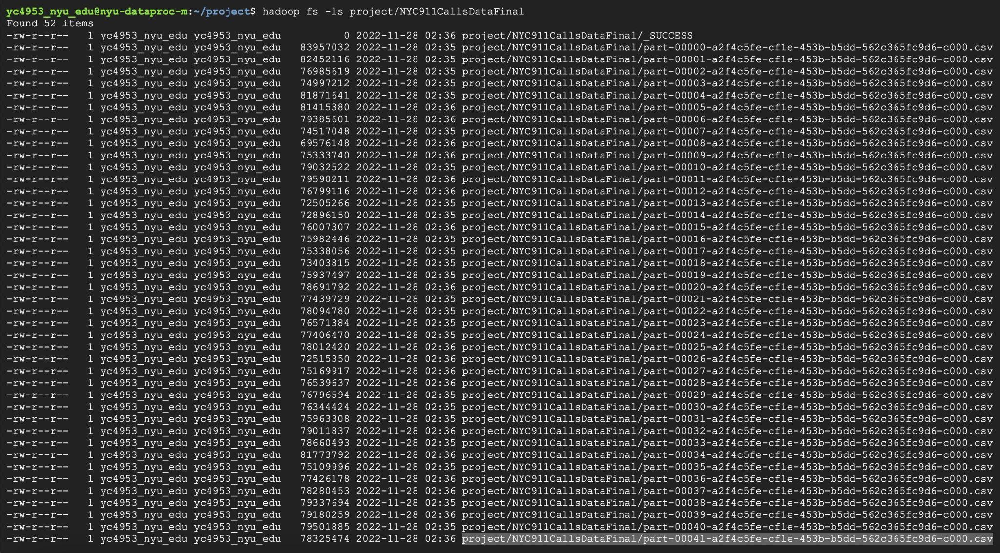 yc4953_nyu_edu@nyu-dataproc-m:~/project$ hadoop fs -ls project/NYC911CallsDataFinal
Found 52 items
-rw-r--r--   1 yc4953_nyu_edu yc4953_nyu_edu          0 2022-11-28 02:36 project/NYC911CallsDataFinal/_SUCCESS
-rw-r--r--   1 yc4953_nyu_edu yc4953_nyu_edu   83957032 2022-11-28 02:35 project/NYC911CallsDataFinal/part-00000-a2f4c5fe-cf1e-453b-b5dd-562c365fc9d6-c000.csv
-rw-r--r--   1 yc4953_nyu_edu yc4953_nyu_edu   82452116 2022-11-28 02:35 project/NYC911CallsDataFinal/part-00001-a2f4c5fe-cf1e-453b-b5dd-562c365fc9d6-c000.csv
-rw-r--r--   1 yc4953_nyu_edu yc4953_nyu_edu   76985619 2022-11-28 02:35 project/NYC911CallsDataFinal/part-00002-a2f4c5fe-cf1e-453b-b5dd-562c365fc9d6-c000.csv
-rw-r--r--   1 yc4953_nyu_edu yc4953_nyu_edu   74997212 2022-11-28 02:35 project/NYC911CallsDataFinal/part-00003-a2f4c5fe-cf1e-453b-b5dd-562c365fc9d6-c000.csv
-rw-r--r--   1 yc4953_nyu_edu yc4953_nyu_edu   81871641 2022-11-28 02:35 project/NYC911CallsDataFinal/part-00004-a2f4c5fe-cf1e-453b-b5dd-562c365fc9d6-c000.csv
-rw-r--r--   1 yc4953_nyu_edu yc4953_nyu_edu   81415380 2022-11-28 02:36 project/NYC911CallsDataFinal/part-00005-a2f4c5fe-cf1e-453b-b5dd-562c365fc9d6-c000.csv
-rw-r--r--   1 yc4953_nyu_edu yc4953_nyu_edu   79385601 2022-11-28 02:36 project/NYC911CallsDataFinal/part-00006-a2f4c5fe-cf1e-453b-b5dd-562c365fc9d6-c000.csv
-rw-r--r--   1 yc4953_nyu_edu yc4953_nyu_edu   74517048 2022-11-28 02:35 project/NYC911CallsDataFinal/part-00007-a2f4c5fe-cf1e-453b-b5dd-562c365fc9d6-c000.csv
-rw-r--r--   1 yc4953_nyu_edu yc4953_nyu_edu   69576148 2022-11-28 02:36 project/NYC911CallsDataFinal/part-00008-a2f4c5fe-cf1e-453b-b5dd-562c365fc9d6-c000.csv
-rw-r--r--   1 yc4953_nyu_edu yc4953_nyu_edu   75333740 2022-11-28 02:36 project/NYC911CallsDataFinal/part-00009-a2f4c5fe-cf1e-453b-b5dd-562c365fc9d6-c000.csv
-rw-r--r--   1 yc4953_nyu_edu yc4953_nyu_edu   79032522 2022-11-28 02:35 project/NYC911CallsDataFinal/part-00010-a2f4c5fe-cf1e-453b-b5dd-562c365fc9d6-c000.csv
-rw-r--r--   1 yc4953_nyu_edu yc4953_nyu_edu   79590211 2022-11-28 02:36 project/NYC911CallsDataFinal/part-00011-a2f4c5fe-cf1e-453b-b5dd-562c365fc9d6-c000.csv
-rw-r--r--   1 yc4953_nyu_edu yc4953_nyu_edu   76799116 2022-11-28 02:36 project/NYC911CallsDataFinal/part-00012-a2f4c5fe-cf1e-453b-b5dd-562c365fc9d6-c000.csv
-rw-r--r--   1 yc4953_nyu_edu yc4953_nyu_edu   72505266 2022-11-28 02:35 project/NYC911CallsDataFinal/part-00013-a2f4c5fe-cf1e-453b-b5dd-562c365fc9d6-c000.csv
-rw-r--r--   1 yc4953_nyu_edu yc4953_nyu_edu   72896150 2022-11-28 02:35 project/NYC911CallsDataFinal/part-00014-a2f4c5fe-cf1e-453b-b5dd-562c365fc9d6-c000.csv
-rw-r--r--   1 yc4953_nyu_edu yc4953_nyu_edu   76007307 2022-11-28 02:36 project/NYC911CallsDataFinal/part-00015-a2f4c5fe-cf1e-453b-b5dd-562c365fc9d6-c000.csv
-rw-r--r--   1 yc4953_nyu_edu yc4953_nyu_edu   75982446 2022-11-28 02:35 project/NYC911CallsDataFinal/part-00016-a2f4c5fe-cf1e-453b-b5dd-562c365fc9d6-c000.csv
-rw-r--r--   1 yc4953_nyu_edu yc4953_nyu_edu   75338056 2022-11-28 02:35 project/NYC911CallsDataFinal/part-00017-a2f4c5fe-cf1e-453b-b5dd-562c365fc9d6-c000.csv
-rw-r--r--   1 yc4953_nyu_edu yc4953_nyu_edu   73403815 2022-11-28 02:35 project/NYC911CallsDataFinal/part-00018-a2f4c5fe-cf1e-453b-b5dd-562c365fc9d6-c000.csv
-rw-r--r--   1 yc4953_nyu_edu yc4953_nyu_edu   75937497 2022-11-28 02:35 project/NYC911CallsDataFinal/part-00019-a2f4c5fe-cf1e-453b-b5dd-562c365fc9d6-c000.csv
-rw-r--r--   1 yc4953_nyu_edu yc4953_nyu_edu   78691792 2022-11-28 02:36 project/NYC911CallsDataFinal/part-00020-a2f4c5fe-cf1e-453b-b5dd-562c365fc9d6-c000.csv
-rw-r--r--   1 yc4953_nyu_edu yc4953_nyu_edu   77439729 2022-11-28 02:35 project/NYC911CallsDataFinal/part-00021-a2f4c5fe-cf1e-453b-b5dd-562c365fc9d6-c000.csv
-rw-r--r--   1 yc4953_nyu_edu yc4953_nyu_edu   78094780 2022-11-28 02:36 project/NYC911CallsDataFinal/part-00022-a2f4c5fe-cf1e-453b-b5dd-562c365fc9d6-c000.csv
-rw-r--r--   1 yc4953_nyu_edu yc4953_nyu_edu   76571384 2022-11-28 02:35 project/NYC911CallsDataFinal/part-00023-a2f4c5fe-cf1e-453b-b5dd-562c365fc9d6-c000.csv
-rw-r--r--   1 yc4953_nyu_edu yc4953_nyu_edu   77406470 2022-11-28 02:35 project/NYC911CallsDataFinal/part-00024-a2f4c5fe-cf1e-453b-b5dd-562c365fc9d6-c000.csv
-rw-r--r--   1 yc4953_nyu_edu yc4953_nyu_edu   78012420 2022-11-28 02:36 project/NYC911CallsDataFinal/part-00025-a2f4c5fe-cf1e-453b-b5dd-562c365fc9d6-c000.csv
-rw-r--r--   1 yc4953_nyu_edu yc4953_nyu_edu   72515350 2022-11-28 02:36 project/NYC911CallsDataFinal/part-00026-a2f4c5fe-cf1e-453b-b5dd-562c365fc9d6-c000.csv
-rw-r--r--   1 yc4953_nyu_edu yc4953_nyu_edu   75169917 2022-11-28 02:35 project/NYC911CallsDataFinal/part-00027-a2f4c5fe-cf1e-453b-b5dd-562c365fc9d6-c000.csv
-rw-r--r--   1 yc4953_nyu_edu yc4953_nyu_edu   76539637 2022-11-28 02:36 project/NYC911CallsDataFinal/part-00028-a2f4c5fe-cf1e-453b-b5dd-562c365fc9d6-c000.csv
-rw-r--r--   1 yc4953_nyu_edu yc4953_nyu_edu   76796594 2022-11-28 02:35 project/NYC911CallsDataFinal/part-00029-a2f4c5fe-cf1e-453b-b5dd-562c365fc9d6-c000.csv
-rw-r--r--   1 yc4953_nyu_edu yc4953_nyu_edu   76344424 2022-11-28 02:36 project/NYC911CallsDataFinal/part-00030-a2f4c5fe-cf1e-453b-b5dd-562c365fc9d6-c000.csv
-rw-r--r--   1 yc4953_nyu_edu yc4953_nyu_edu   75963308 2022-11-28 02:35 project/NYC911CallsDataFinal/part-00031-a2f4c5fe-cf1e-453b-b5dd-562c365fc9d6-c000.csv
-rw-r--r--   1 yc4953_nyu_edu yc4953_nyu_edu   79011837 2022-11-28 02:36 project/NYC911CallsDataFinal/part-00032-a2f4c5fe-cf1e-453b-b5dd-562c365fc9d6-c000.csv
-rw-r--r--   1 yc4953_nyu_edu yc4953_nyu_edu   78660493 2022-11-28 02:36 project/NYC911CallsDataFinal/part-00033-a2f4c5fe-cf1e-453b-b5dd-562c365fc9d6-c000.csv
-rw-r--r--   1 yc4953_nyu_edu yc4953_nyu_edu   81773792 2022-11-28 02:36 project/NYC911CallsDataFinal/part-00034-a2f4c5fe-cf1e-453b-b5dd-562c365fc9d6-c000.csv
-rw-r--r--   1 yc4953_nyu_edu yc4953_nyu_edu   75109996 2022-11-28 02:35 project/NYC911CallsDataFinal/part-00035-a2f4c5fe-cf1e-453b-b5dd-562c365fc9d6-c000.csv
-rw-r--r--   1 yc4953_nyu_edu yc4953_nyu_edu   77426178 2022-11-28 02:36 project/NYC911CallsDataFinal/part-00036-a2f4c5fe-cf1e-453b-b5dd-562c365fc9d6-c000.csv
-rw-r--r--   1 yc4953_nyu_edu yc4953_nyu_edu   78280453 2022-11-28 02:36 project/NYC911CallsDataFinal/part-00037-a2f4c5fe-cf1e-453b-b5dd-562c365fc9d6-c000.csv
-rw-r--r--   1 yc4953_nyu_edu yc4953_nyu_edu   79337694 2022-11-28 02:35 project/NYC911CallsDataFinal/part-00038-a2f4c5fe-cf1e-453b-b5dd-562c365fc9d6-c000.csv
-rw-r--r--   1 yc4953_nyu_edu yc4953_nyu_edu   79180259 2022-11-28 02:36 project/NYC911CallsDataFinal/part-00039-a2f4c5fe-cf1e-453b-b5dd-562c365fc9d6-c000.csv
-rw-r--r--   1 yc4953_nyu_edu yc4953_nyu_edu   79501885 2022-11-28 02:35 project/NYC911CallsDataFinal/part-00040-a2f4c5fe-cf1e-453b-b5dd-562c365fc9d6-c000.csv
-rw-r--r--   1 yc4953_nyu_edu yc4953_nyu_edu   78325474 2022-11-28 02:36 project/NYC911CallsDataFinal/part-00041-a2f4c5fe-cf1e-453b-b5dd-562c365fc9d6-c000.csv